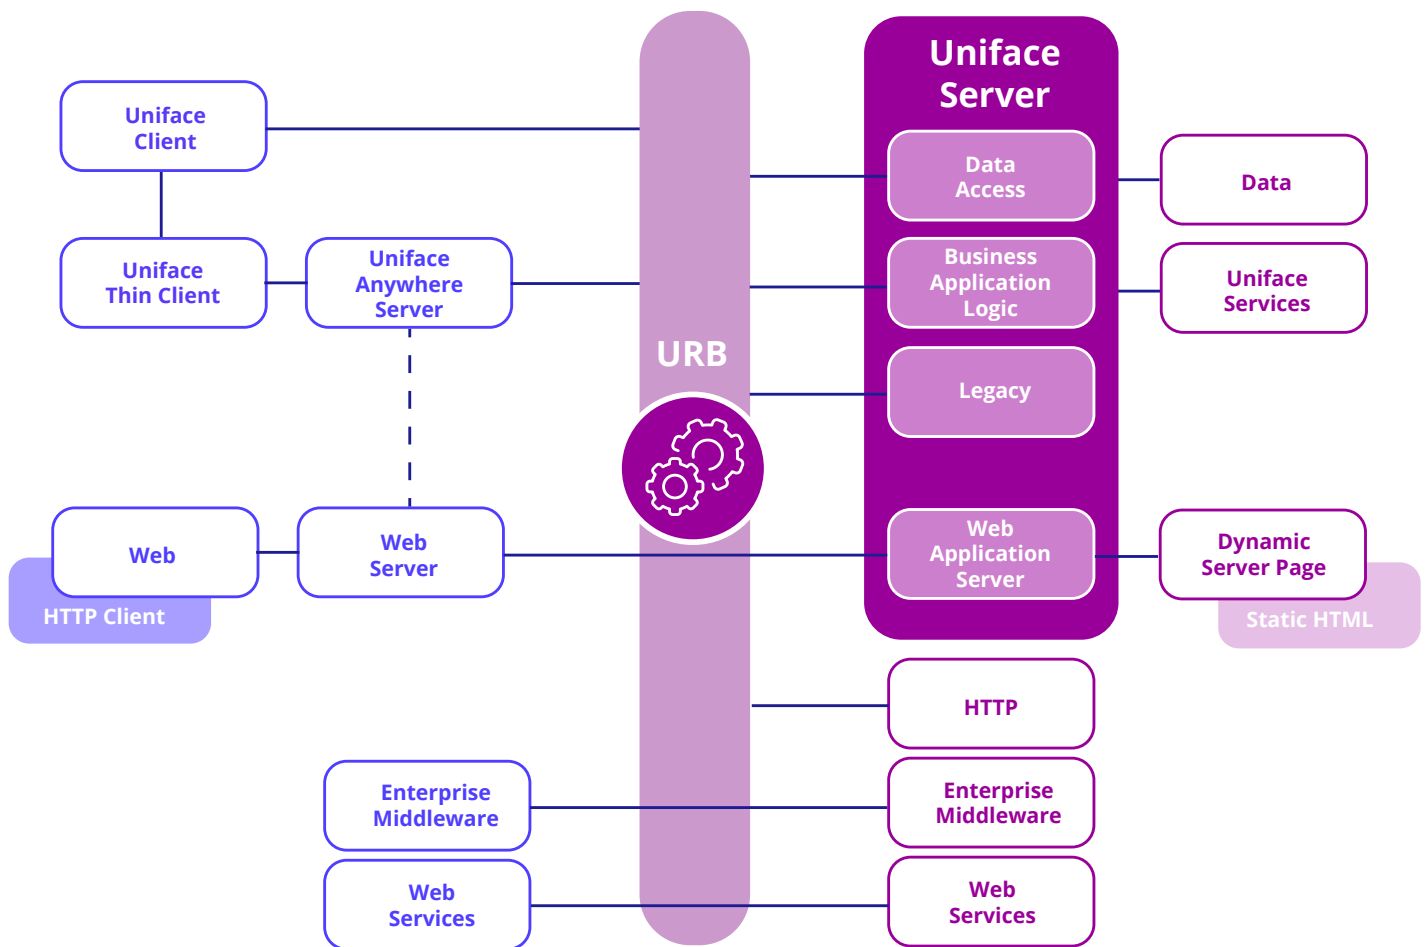 Uniface
Server
Uniface
Client
Data
Access
Data
Uniface
Thin Client
Uniface
Anywhere
Server
Business
Application
Logic
Uniface
Services
URB
Legacy
Web
HTTP Client
Web
Server
Web
Application
Server
Dynamic
Server Page
Static HTML
HTTP
Enterprise
Middleware
Enterprise
Middleware
Web
Services
Web
Services